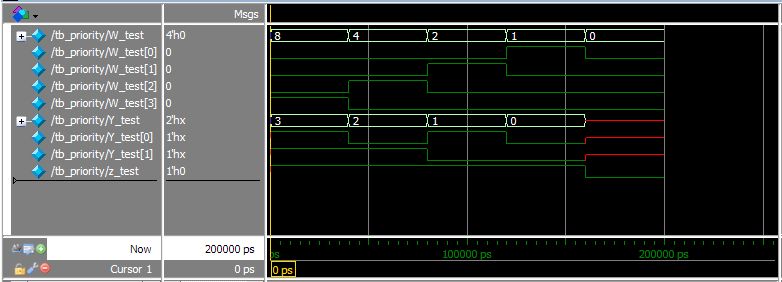 Msgs
/tb_priority/W_test 4'h0 8 4 2 1 0
/tb_priority/W_test[0] 0
/tb_priority/W_test[1] 0
/tb_priority/W_test[2] 0
/tb_priority/W_test[3] 0
/tb_priority/Y_test 2'hx 3 2 1 0
/tb_priority/Y_test[0] 1'hx
/tb_priority/Y_test[1] 1'hx
/tb_priority/z_test 1'h0
Now 200000 ps ps 100000 ps 200000 ps
Cursor 1 0 ps 0 ps